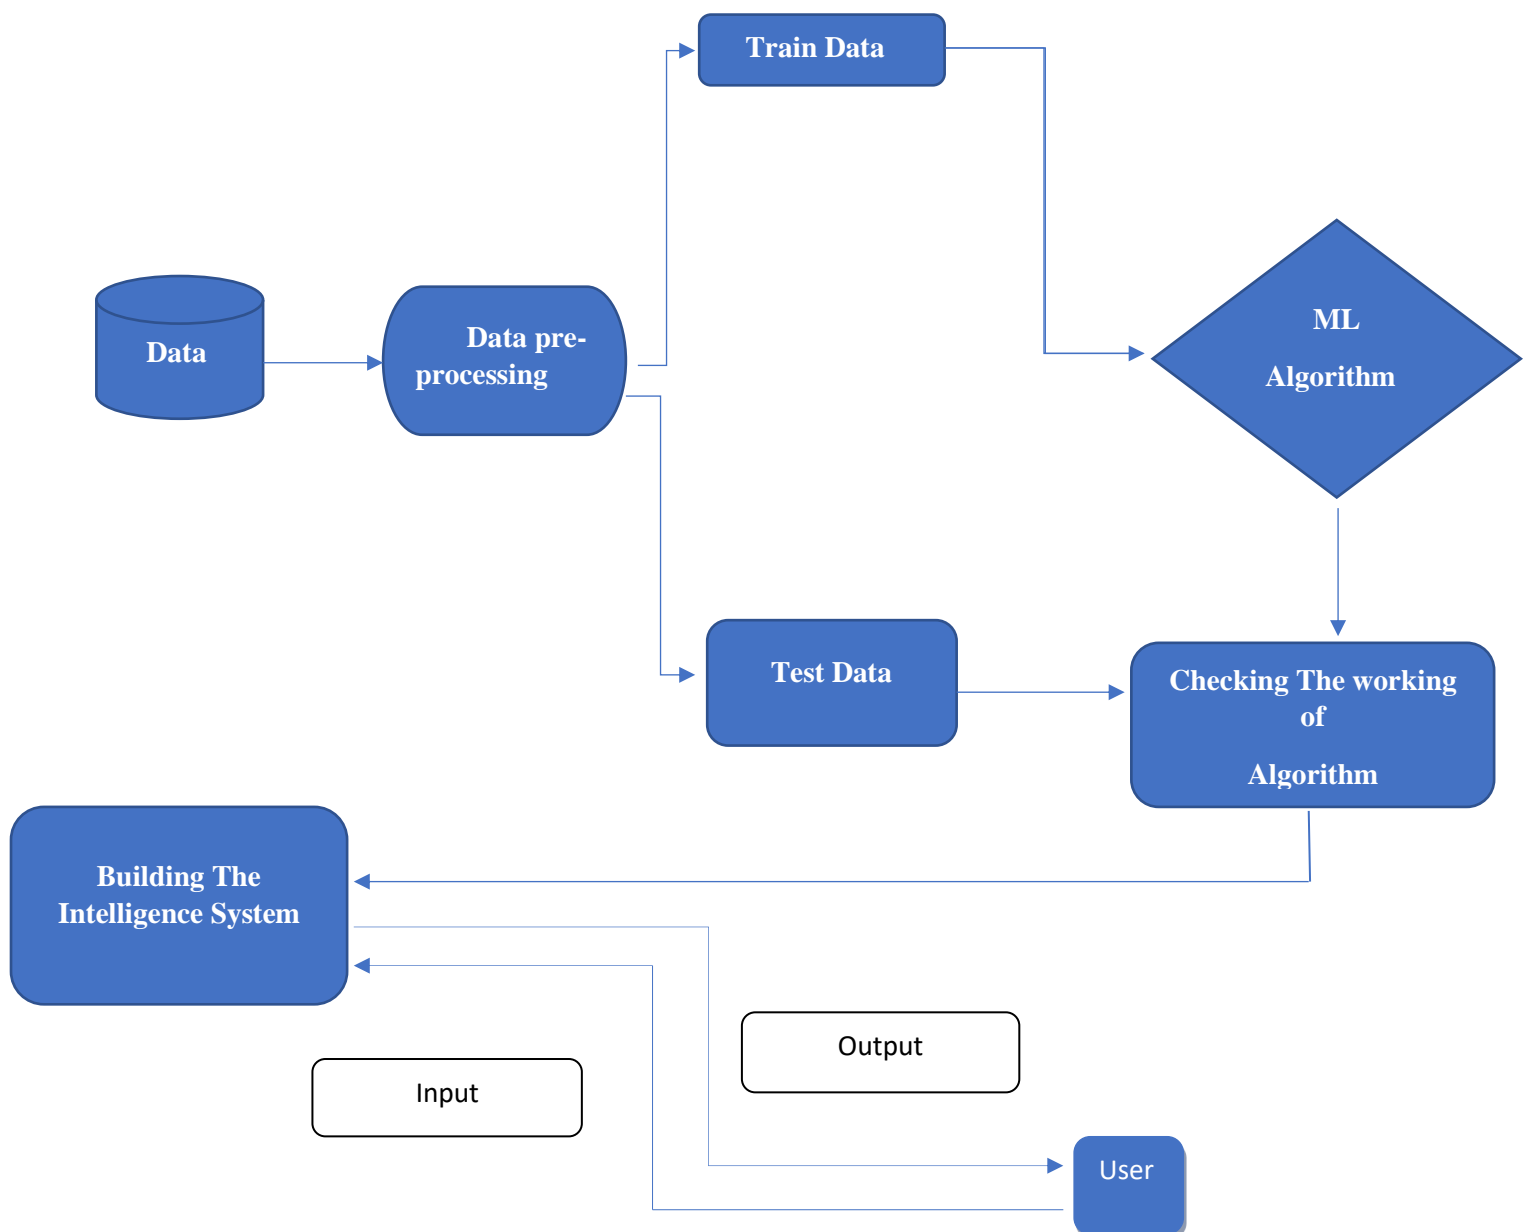 Train Data
Data
Data pre-
processing
ML
Algorithm
Test Data
Checking The working
of
Algorithm
Building The
Intelligence System
Output
Input
User